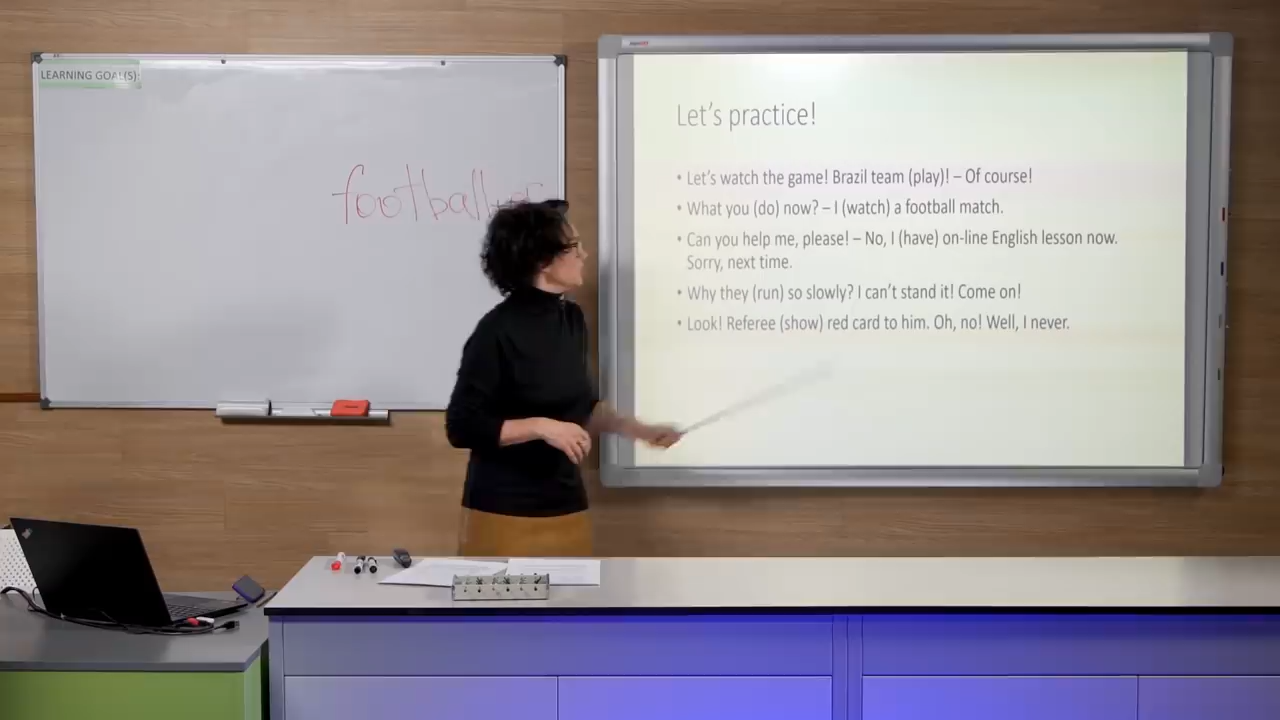 LEARNING GOAL(S):
footballer
Let's practice!
• Let's watch the game! Brazil team (play)! – Of course!
• What you (do) now? – I (watch) a football match.
• Can you help me, please! – No, I (have) on-line English lesson now.
Sorry, next time.
• Why they (run) so slowly? I can't stand it! Come on!
• Look! Referee (show) red card to him. Oh, no! Well, I never.